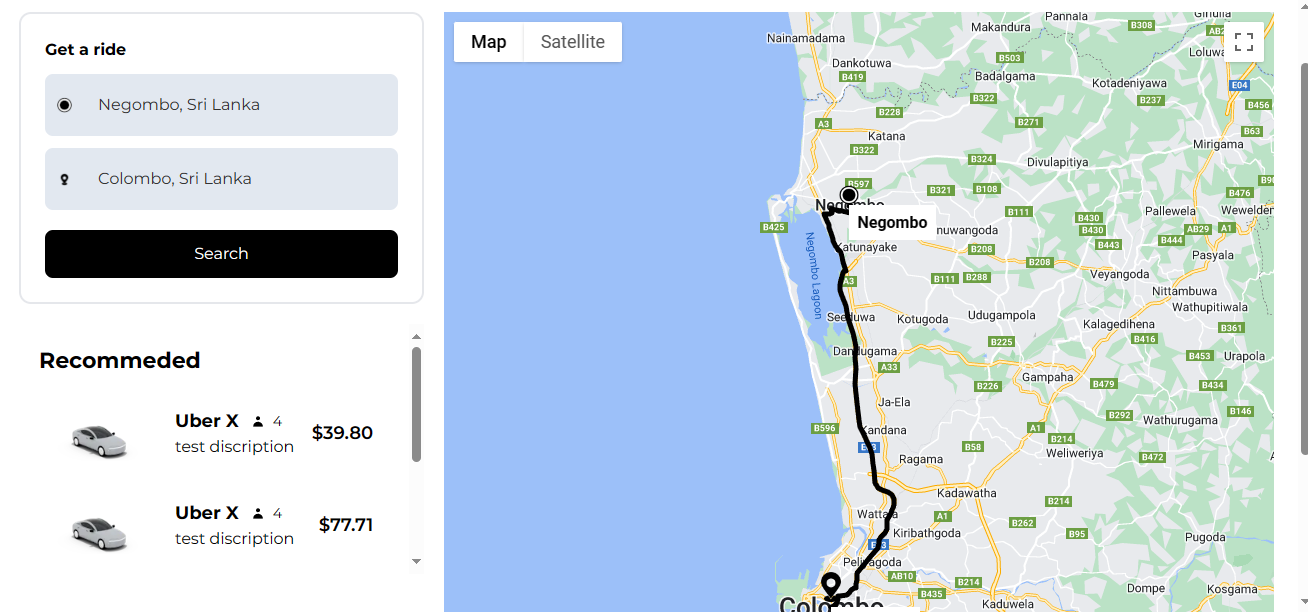 Get a ride
Negombo, Sri Lanka
Colombo, Sri Lanka
Search
Recommeded
Uber X 4
$39.80
test discription
Uber X 4
$77.71
test discription
Map Satellite
Pannala
Nainamadama
Makandura
B308
Dankotuwa
B503
Loluwa
B419
Badalgama
Kotadeniyawa
E04
B322
B237
B456
B228
A3
B271
B63
Katana
Mirigama
B322
B324
Divulapitiya
B597
B321
B108
B476
Negombo
B111
Pallewela
Wewelden
B425
Negombo
B430
B430
AB29
A1
B444
Katunayake
B208
B443
Pasyala
B208
Veyangoda
Negombo Lagoon
A3
B111
B288
Nittambuwa
Wathupitiwala
Seeduwa
Kotugoda
Udugampola
Kalagedihena
B361
B225
B416
Dandugama
B453
Urapola
A33
Gampaha
B226
B479
B434
Ja-Ela
B292
B146
B596
Kandana
A1
Wathurugama
B214
B58
Weliweriya
B472
Ragama
Kadawatha
B214
Wattala
A1
B262
Kiribathgoda
B95
Pugoda
Peliyagoda
AB10
B214
Dompe
Kosgama
B435
Colombo
Kaduwela